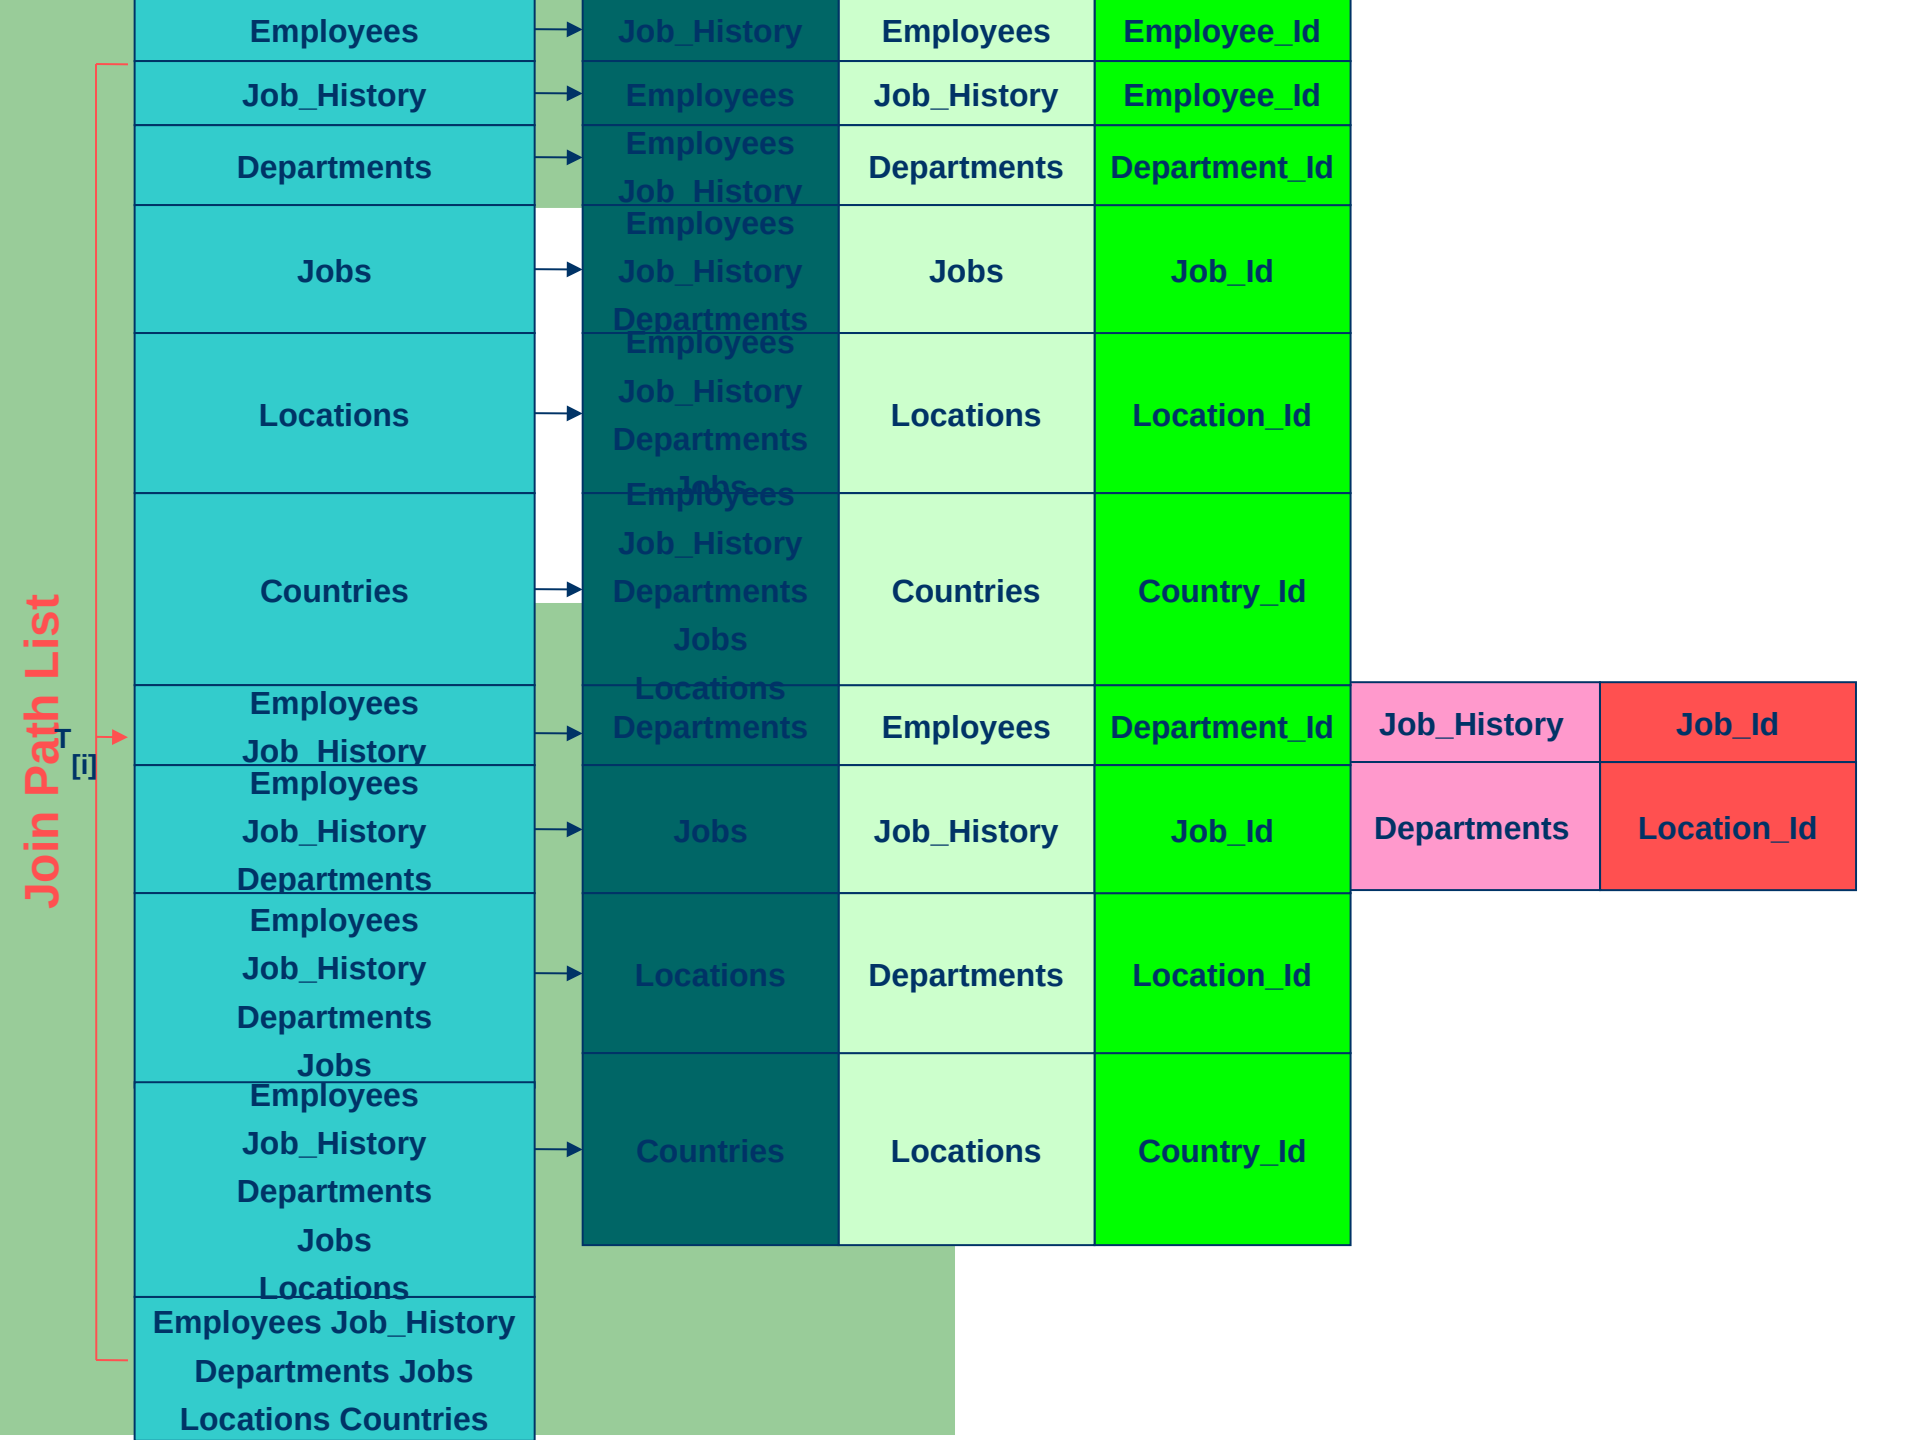 Employees Job_History Employees Employee_Id
Job_History Employees Job_History Employee_Id
Departments Employees Departments Department_Id
Job_History
Jobs Employees Jobs Job_Id
Job_History
Departments
Locations Employees Locations Location_Id
Job_History
Departments
Jobs
Countries Employees Countries Country_Id
Job_History
Departments
Jobs
Locations
Join Path List
T
[i]
Employees
Job_History
Departments Employees Department_Id Job_History Job_Id
Employees
Job_History
Departments
Jobs Job_History Job_Id Departments Location_Id
Employees
Job_History
Departments
Jobs
Locations Departments Location_Id
Employees
Job_History
Departments
Jobs
Locations
Countries Locations Country_Id
Employees Job_History
Departments Jobs
Locations Countries